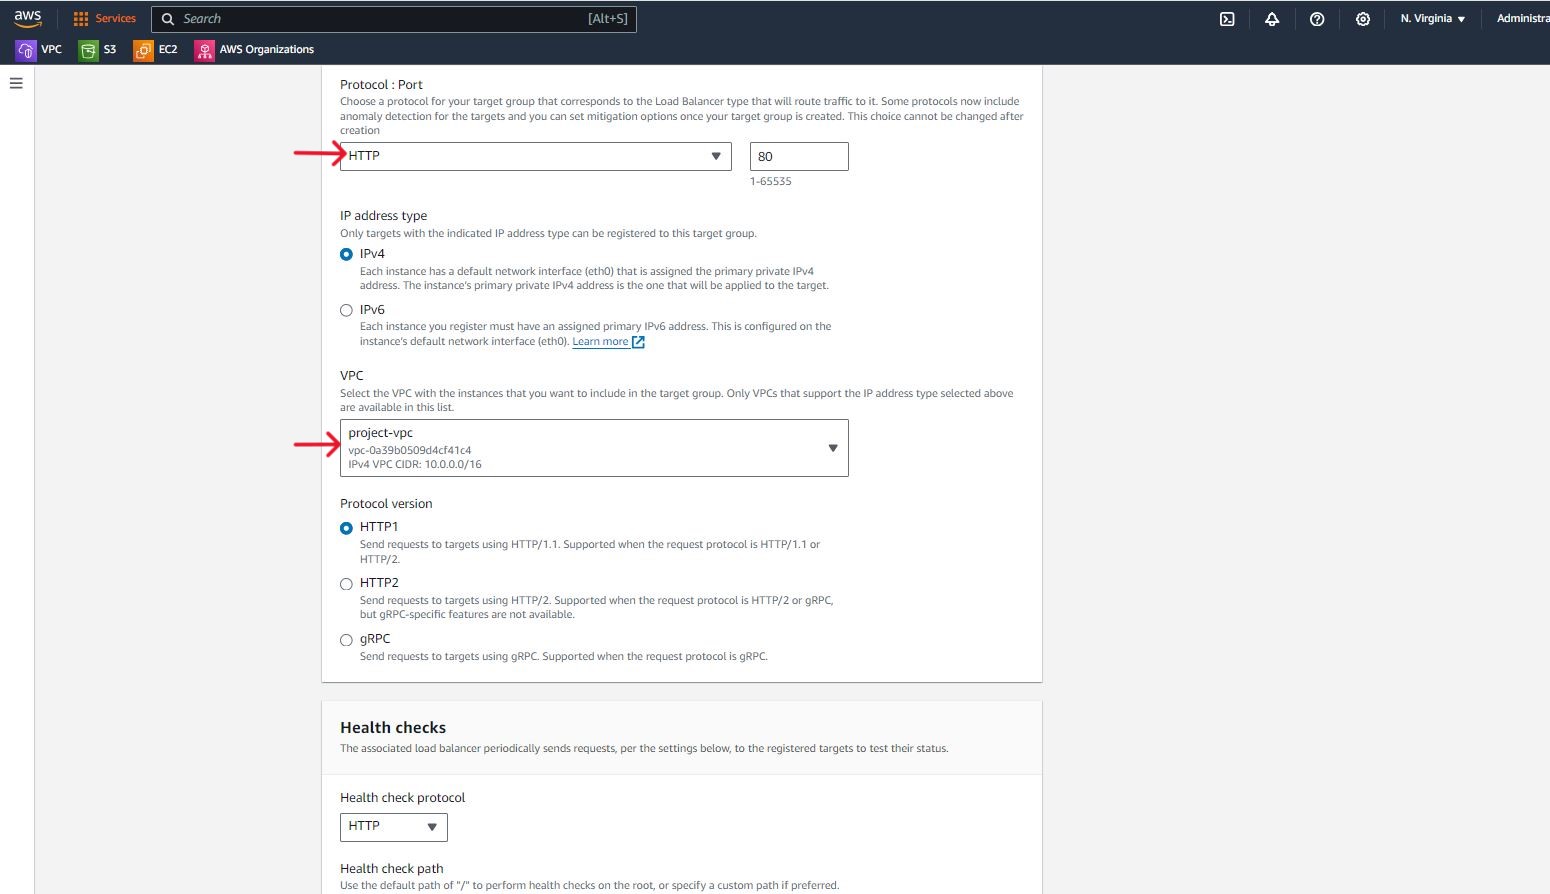 aws Services Search [Alt+S] N. Virginia Administra
VPC S3 EC2 AWS Organizations
Protocol : Port
Choose a protocol for your target group that corresponds to the Load Balancer type that will route traffic to it. Some protocols now include
anomaly detection for the targets and you can set mitigation options once your target group is created. This choice cannot be changed after
creation
HTTP 80
1-65535
IP address type
Only targets with the indicated IP address type can be registered to this target group.
IPv4
Each instance has a default network interface (eth0) that is assigned the primary private IPv4
address. The instance's primary private IPv4 address is the one that will be applied to the target.
IPv6
Each instance you register must have an assigned primary IPv6 address. This is configured on the
instance's default network interface (eth0). Learn more
VPC
Select the VPC with the instances that you want to include in the target group. Only VPCs that support the IP address type selected above
are available in this list.
project-vpc
vpc-0a39b0509d4cf41c4
IPv4 VPC CIDR: 10.0.0.0/16
Protocol version
HTTP1
Send requests to targets using HTTP/1.1. Supported when the request protocol is HTTP/1.1 or
HTTP/2.
HTTP2
Send requests to targets using HTTP/2. Supported when the request protocol is HTTP/2 or gRPC,
but gRPC-specific features are not available.
gRPC
Send requests to targets using gRPC. Supported when the request protocol is gRPC.
Health checks
The associated load balancer periodically sends requests, per the settings below, to the registered targets to test their status.
Health check protocol
HTTP
Health check path
Use the default path of "/" to perform health checks on the root, or specify a custom path if preferred.